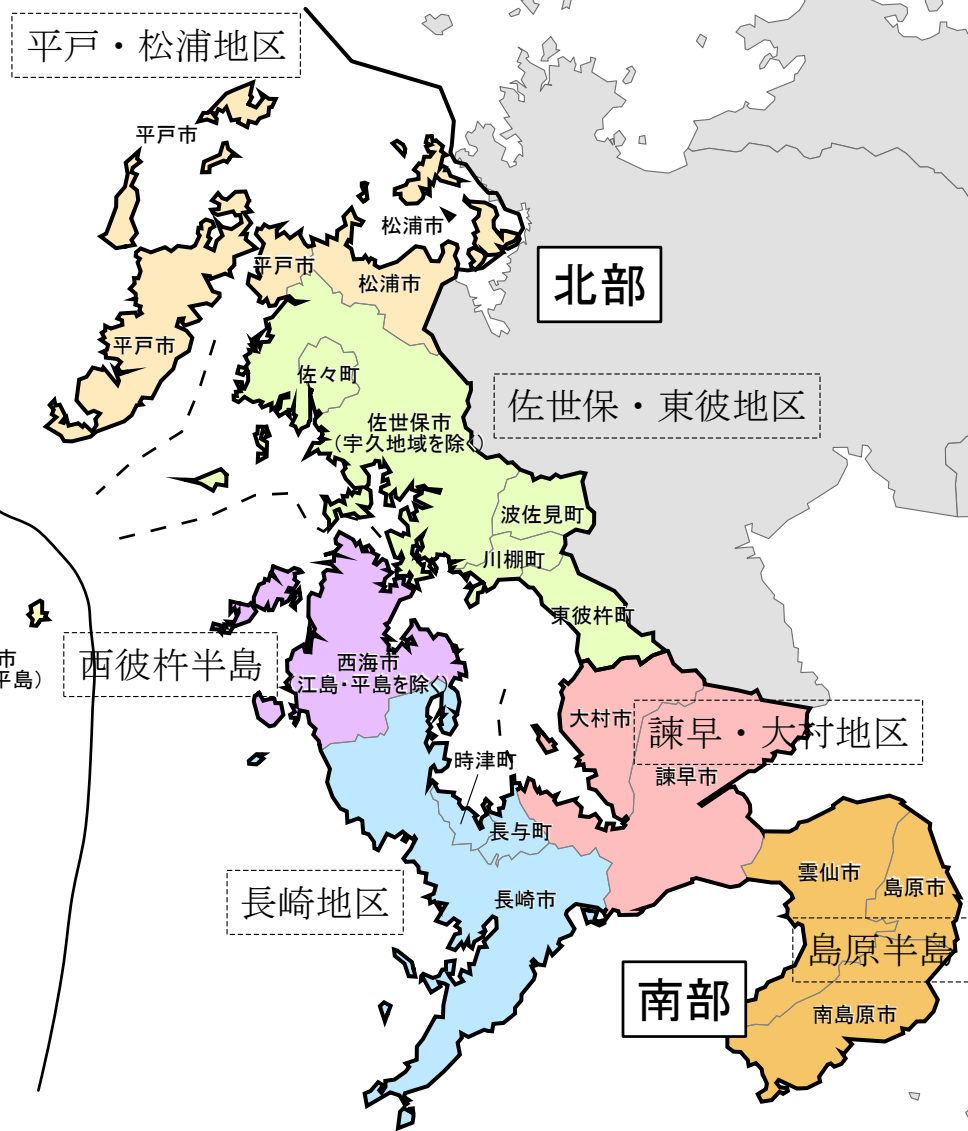 平戸・松浦地区
平戸市
松浦市
平戸市
松浦市
北部
平戸市
佐々町
佐世保・東彼地区
佐世保市
（宇久地域を除く）
波佐見町
川棚町
東彼杵町
市
平島）
西彼杵半島
西海市
（江島・平島を除く）
大村市
諫早・大村地区
時津町
諫早市
長与町
長崎地区
長崎市
雲仙市
島原市
島原半島
南部
南島原市